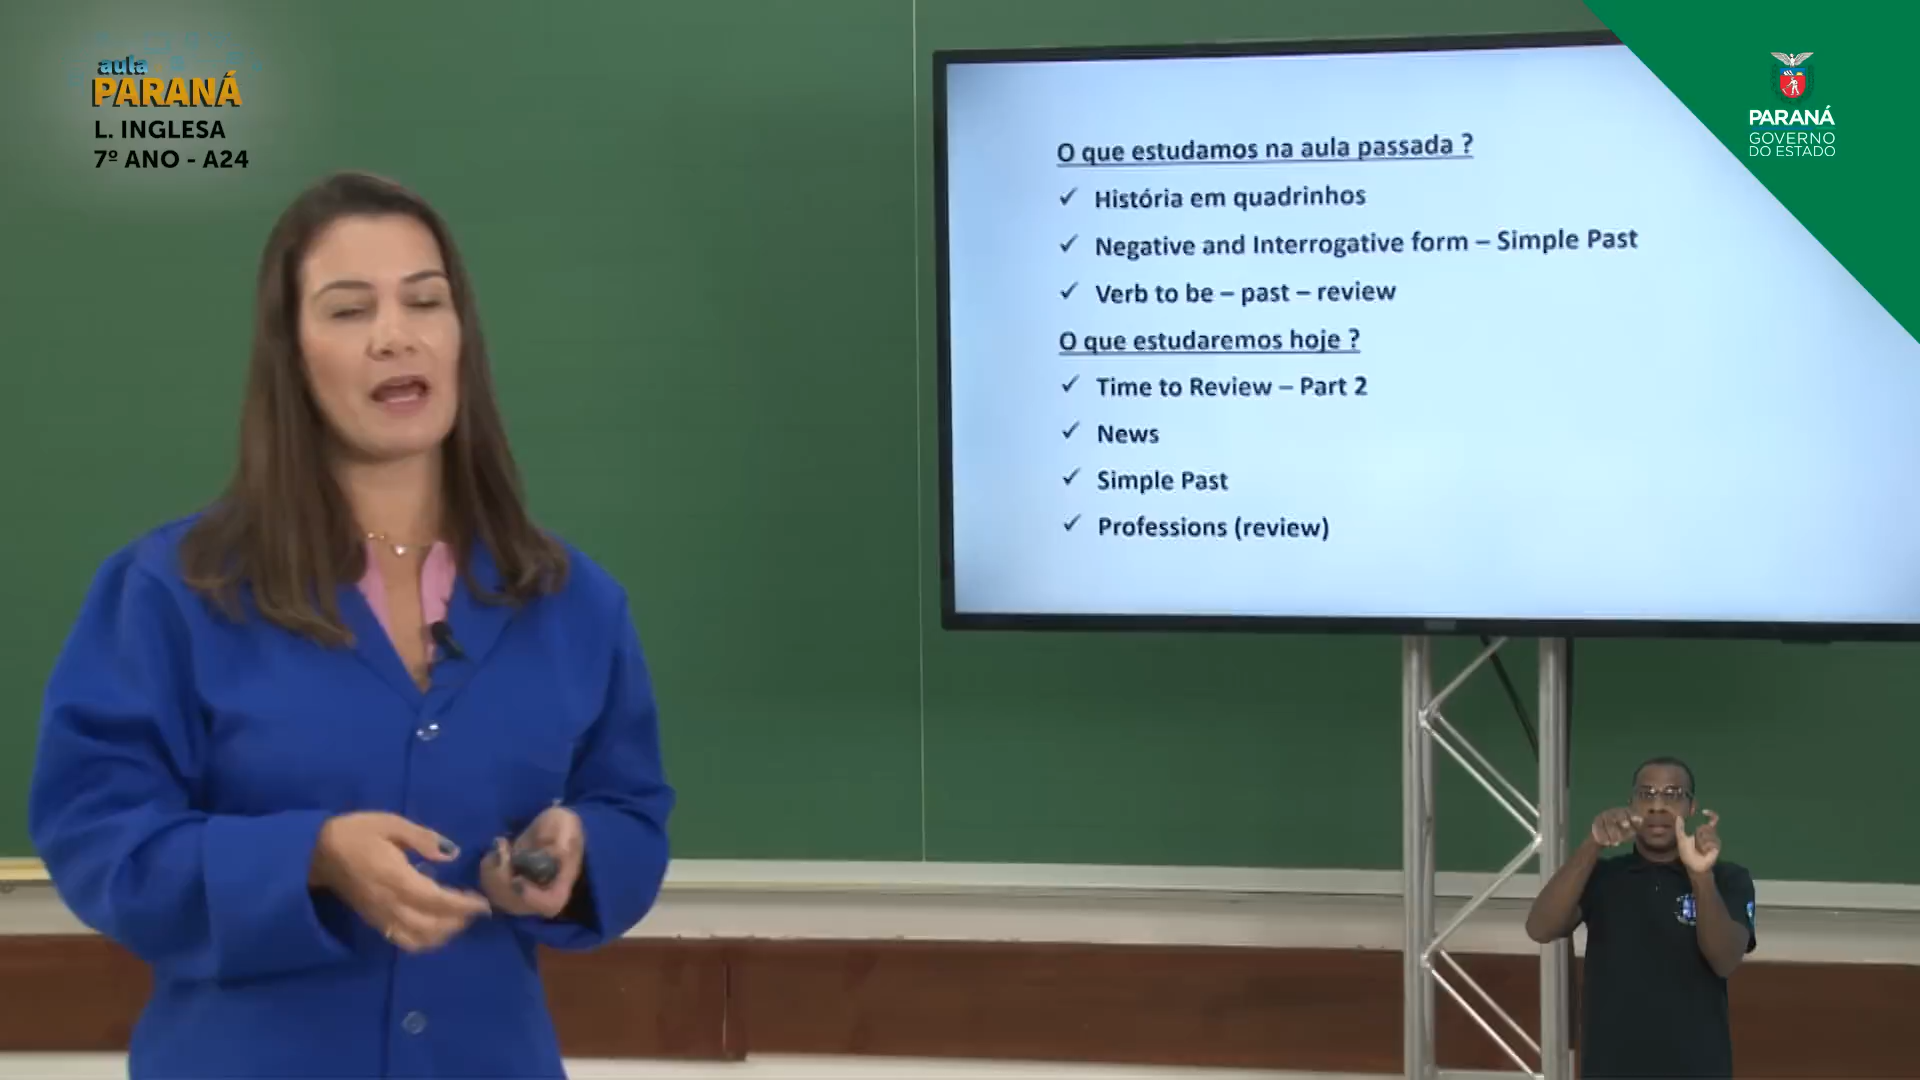 aula
PARANÁ
L. INGLESA
7º ANO - A24
O que estudamos na aula passada ?
História em quadrinhos
Negative and Interrogative form – Simple Past
Verb to be – past – review
O que estudaremos hoje ?
Time to Review – Part 2
News
Simple Past
Professions (review)
PARANÁ
GOVERNO
DO ESTADO